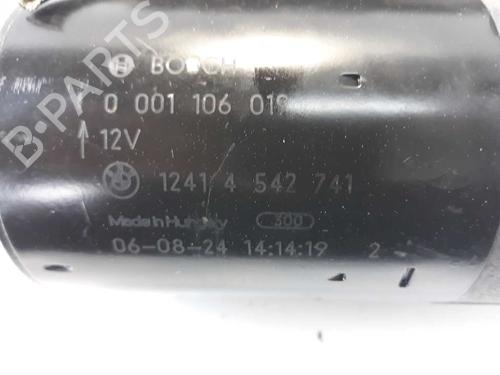 B-PARTS
BOSCH
0 001 106 019
12V
1241 4 542 741
Made in Hungary 300
06-08-24 14:14:19 2